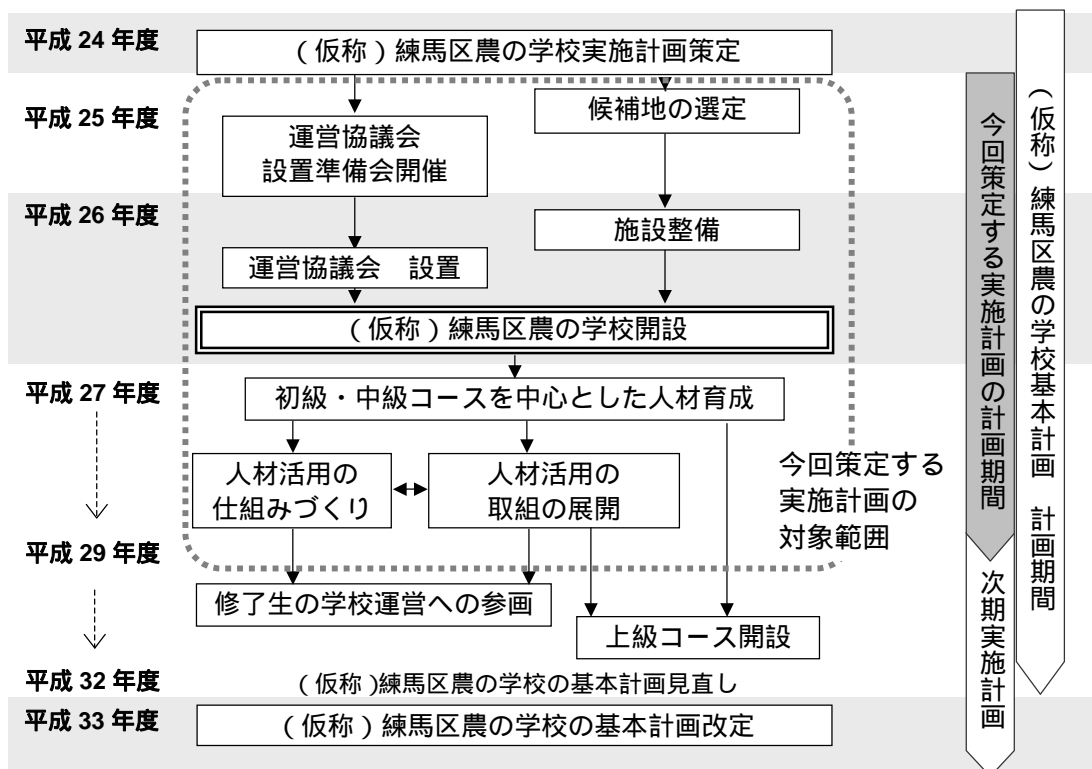 平成 24 年度
（仮称）練馬区農の学校実施計画策定
平成 25 年度
運営協議会
設置準備会開催
候補地の選定
平成 26 年度
施設整備
運営協議会　設置
（仮称）練馬区農の学校開設
平成 27 年度
初級・中級コースを中心とした人材育成
人材活用の
仕組みづくり
人材活用の
取組の展開
今回策定する
実施計画の
対象範囲
平成 29 年度
修了生の学校運営への参画
上級コース開設
平成 32 年度
（仮称）練馬区農の学校の基本計画見直し
平成 33 年度
（仮称）練馬区農の学校の基本計画改定
今回策定する実施計画の計画期間
次期実施計画
（仮称）練馬区農の学校基本計画　計画期間